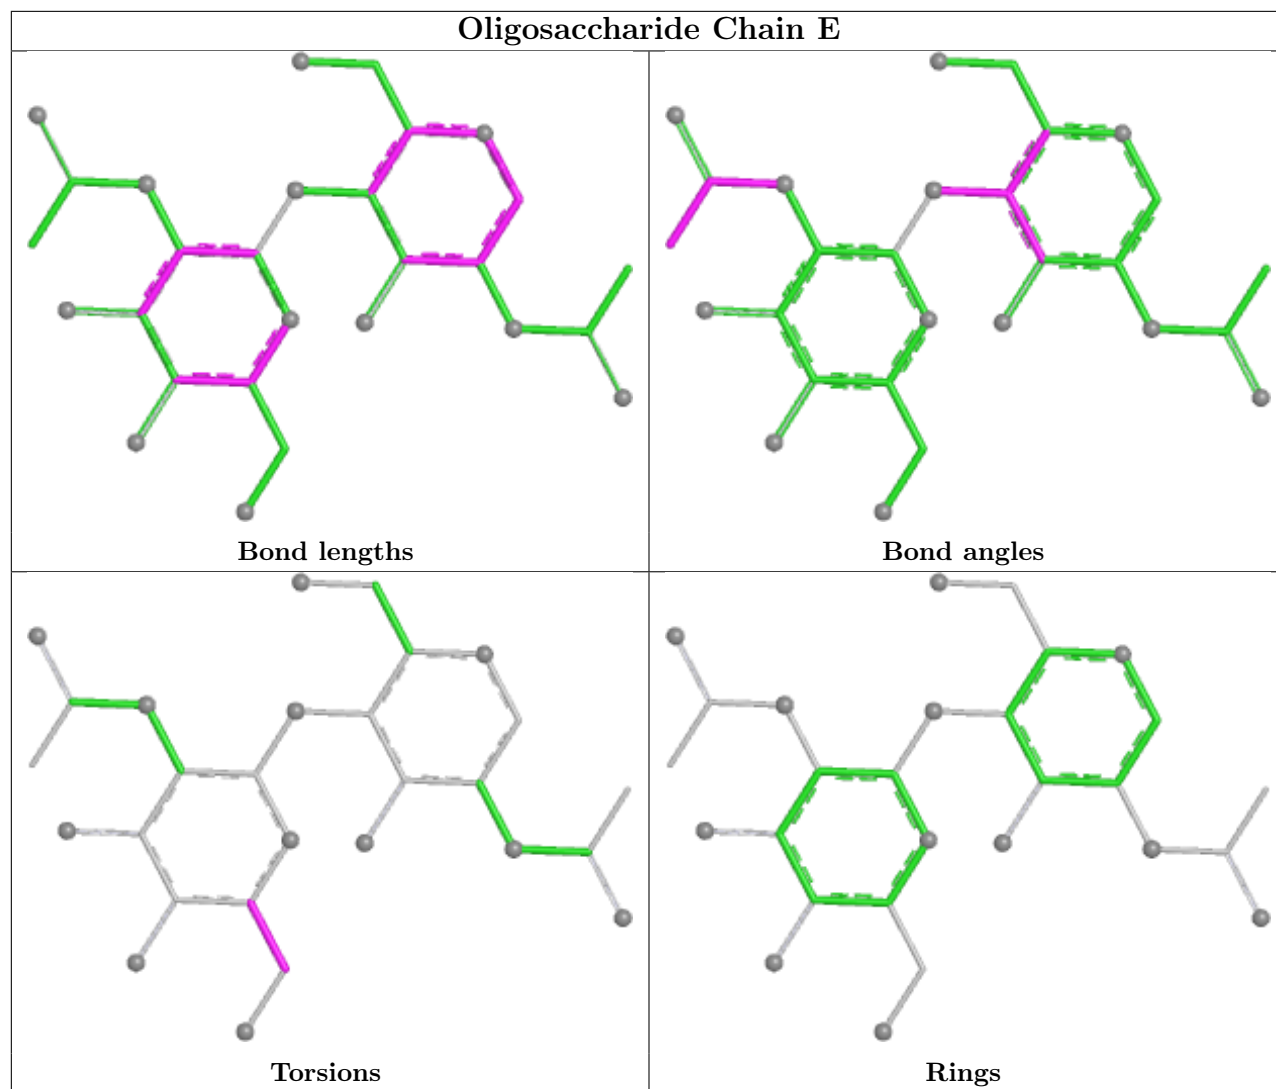 Oligosaccharide Chain E
Bond lengths
Bond angles
Torsions
Rings